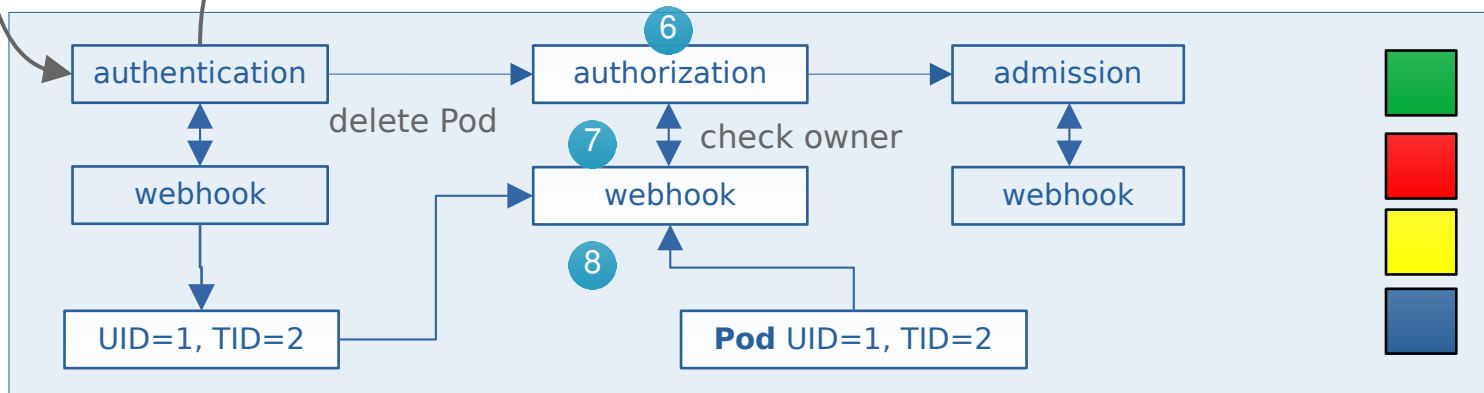 6
authentication
authorization
admission
delete Pod
7
check owner
webhook
webhook
webhook
8
UID=1, TID=2
Pod UID=1, TID=2